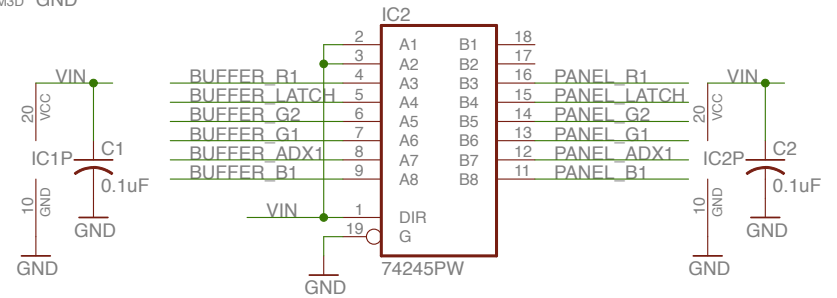 M3D GND
IC2
2 A1 B1 18
3 A2 B2 17
BUFFER_R1 4 A3 B3 16 PANEL_R1
BUFFER_LATCH 5 A4 B4 15 PANEL_LATCH
BUFFER_G2 6 A5 B5 14 PANEL_G2
BUFFER_G1 7 A6 B6 13 PANEL_G1
BUFFER_ADX1 8 A7 B7 12 PANEL_ADX1
BUFFER_B1 9 A8 B8 11 PANEL_B1
VIN 1 DIR
19 G
74245PW
GND
VIN
20 VCC
IC1P
10 GND
GND
C1
0.1uF
GND
VIN
20 VCC
IC2P
10 GND
GND
C2
0.1uF
GND